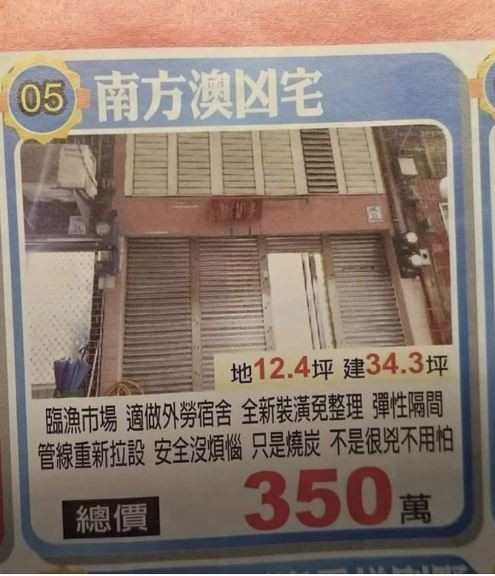 05
南方澳凶宅
地12.4坪 建34.3坪
臨漁市場 適做外勞宿舍 全新裝潢免整理 彈性隔間
管線重新拉設 安全沒煩惱 只是燒炭 不是很兇不用怕
總價 350萬